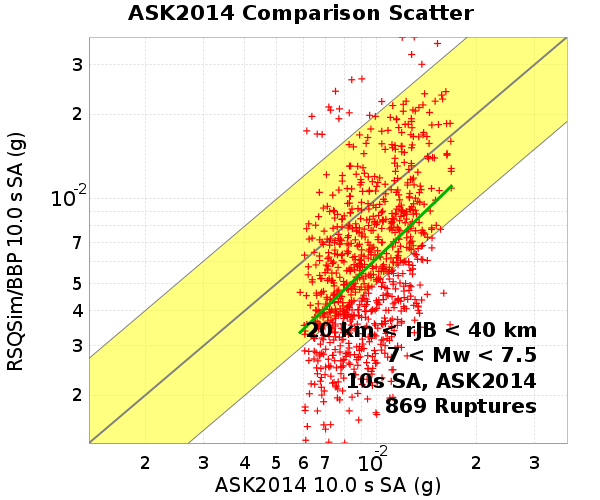 ASK2014 Comparison Scatter
RSQSim/BBP 10.0 s SA (g)
3
2
10-2
7
5
4
3
2
20 km < rJB < 40 km
7 < Mw < 7.5
10s SA, ASK2014
869 Ruptures
2 3 4 5 6 7 10-2 2 3
ASK2014 10.0 s SA (g)